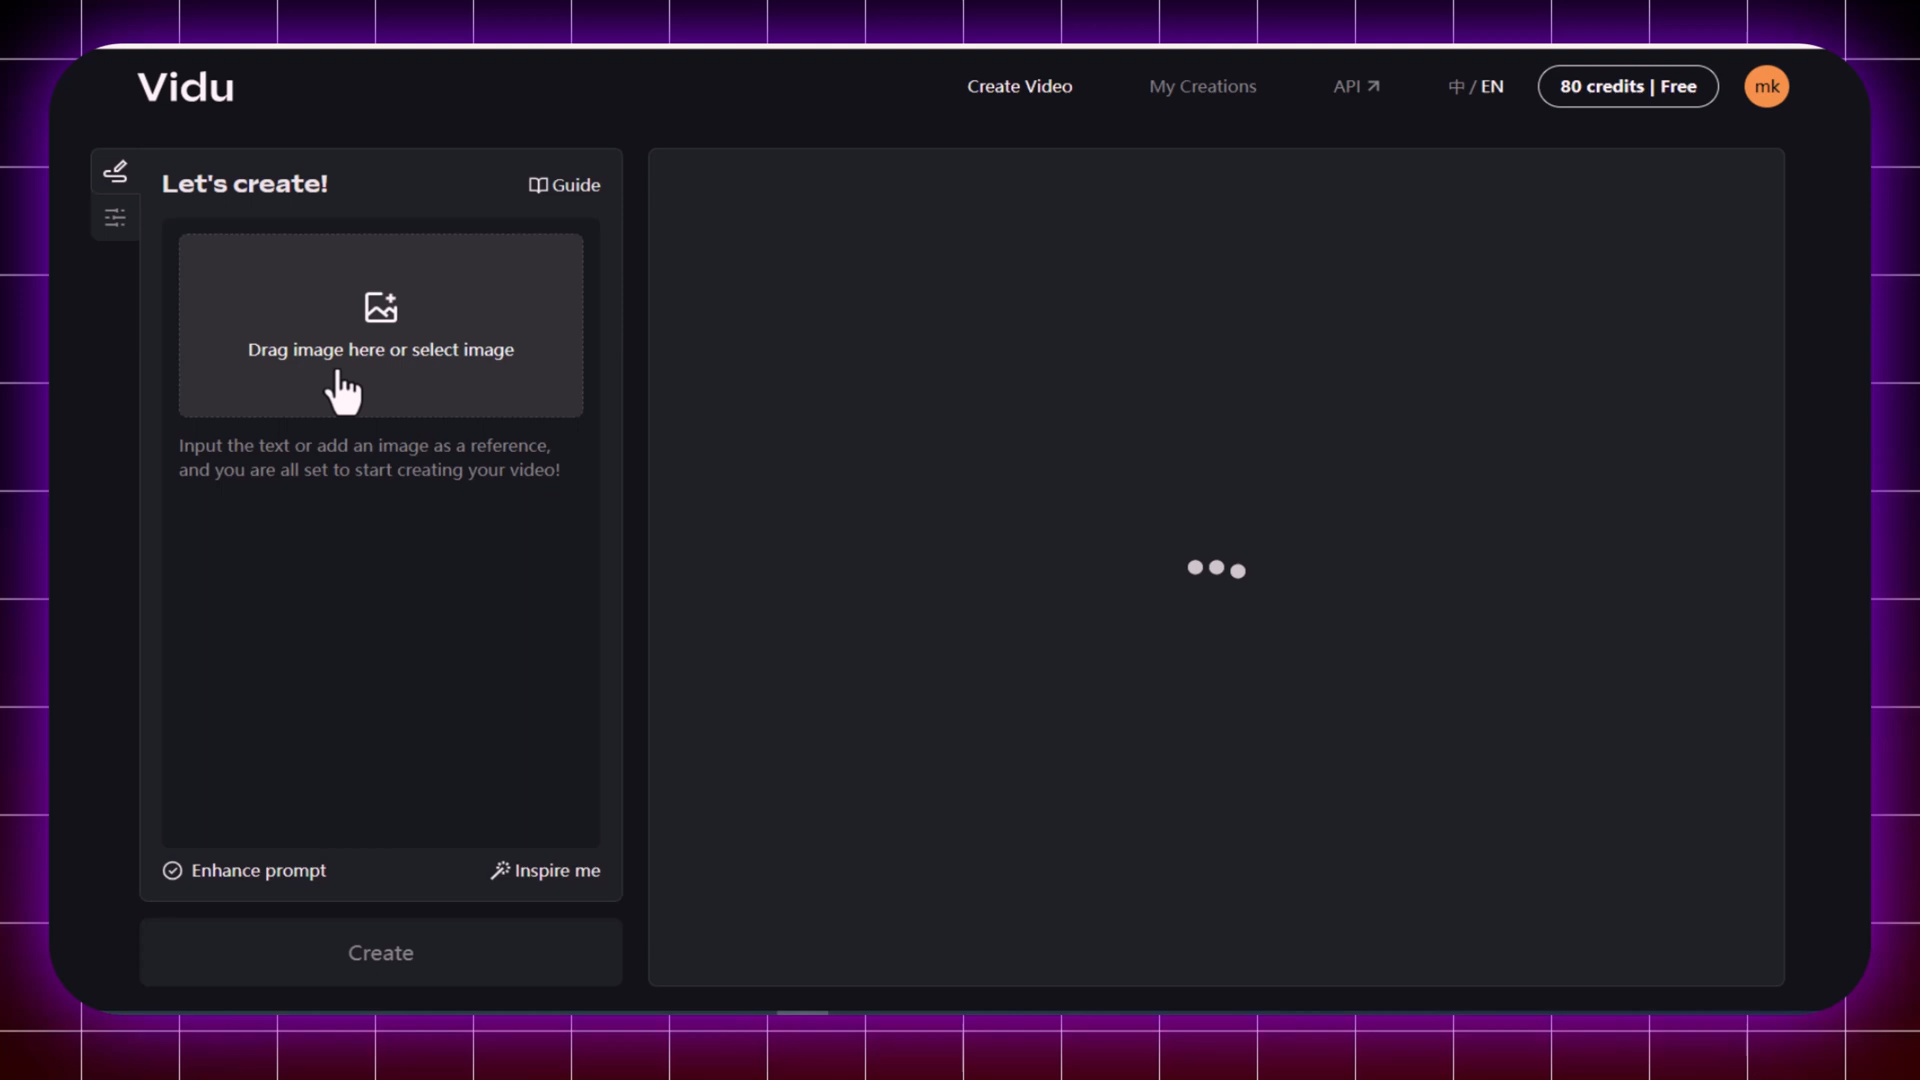 Vidu
Create Video
My Creations
API
中 / EN
80 credits | Free
mk
Let's create!
Guide
Drag image here or select image
Input the text or add an image as a reference,
and you are all set to start creating your video!
Enhance prompt
Inspire me
Create